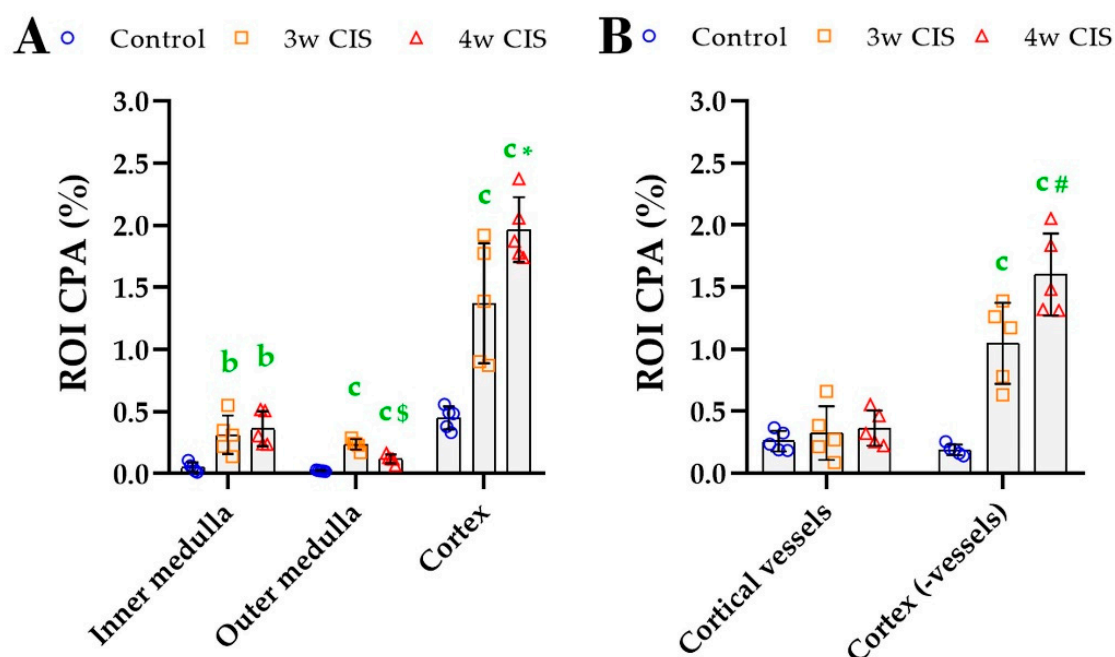 A Control 3w CIS 4w CIS
ROI CPA (%)
3.0
2.5
2.0
1.5
1.0
0.5
0.0
b
b
c
c $
c
c *
Inner medulla
Outer medulla
Cortex
B Control 3w CIS 4w CIS
ROI CPA (%)
3.0
2.5
2.0
1.5
1.0
0.5
0.0
c
c #
Cortical vessels
Cortex (-vessels)